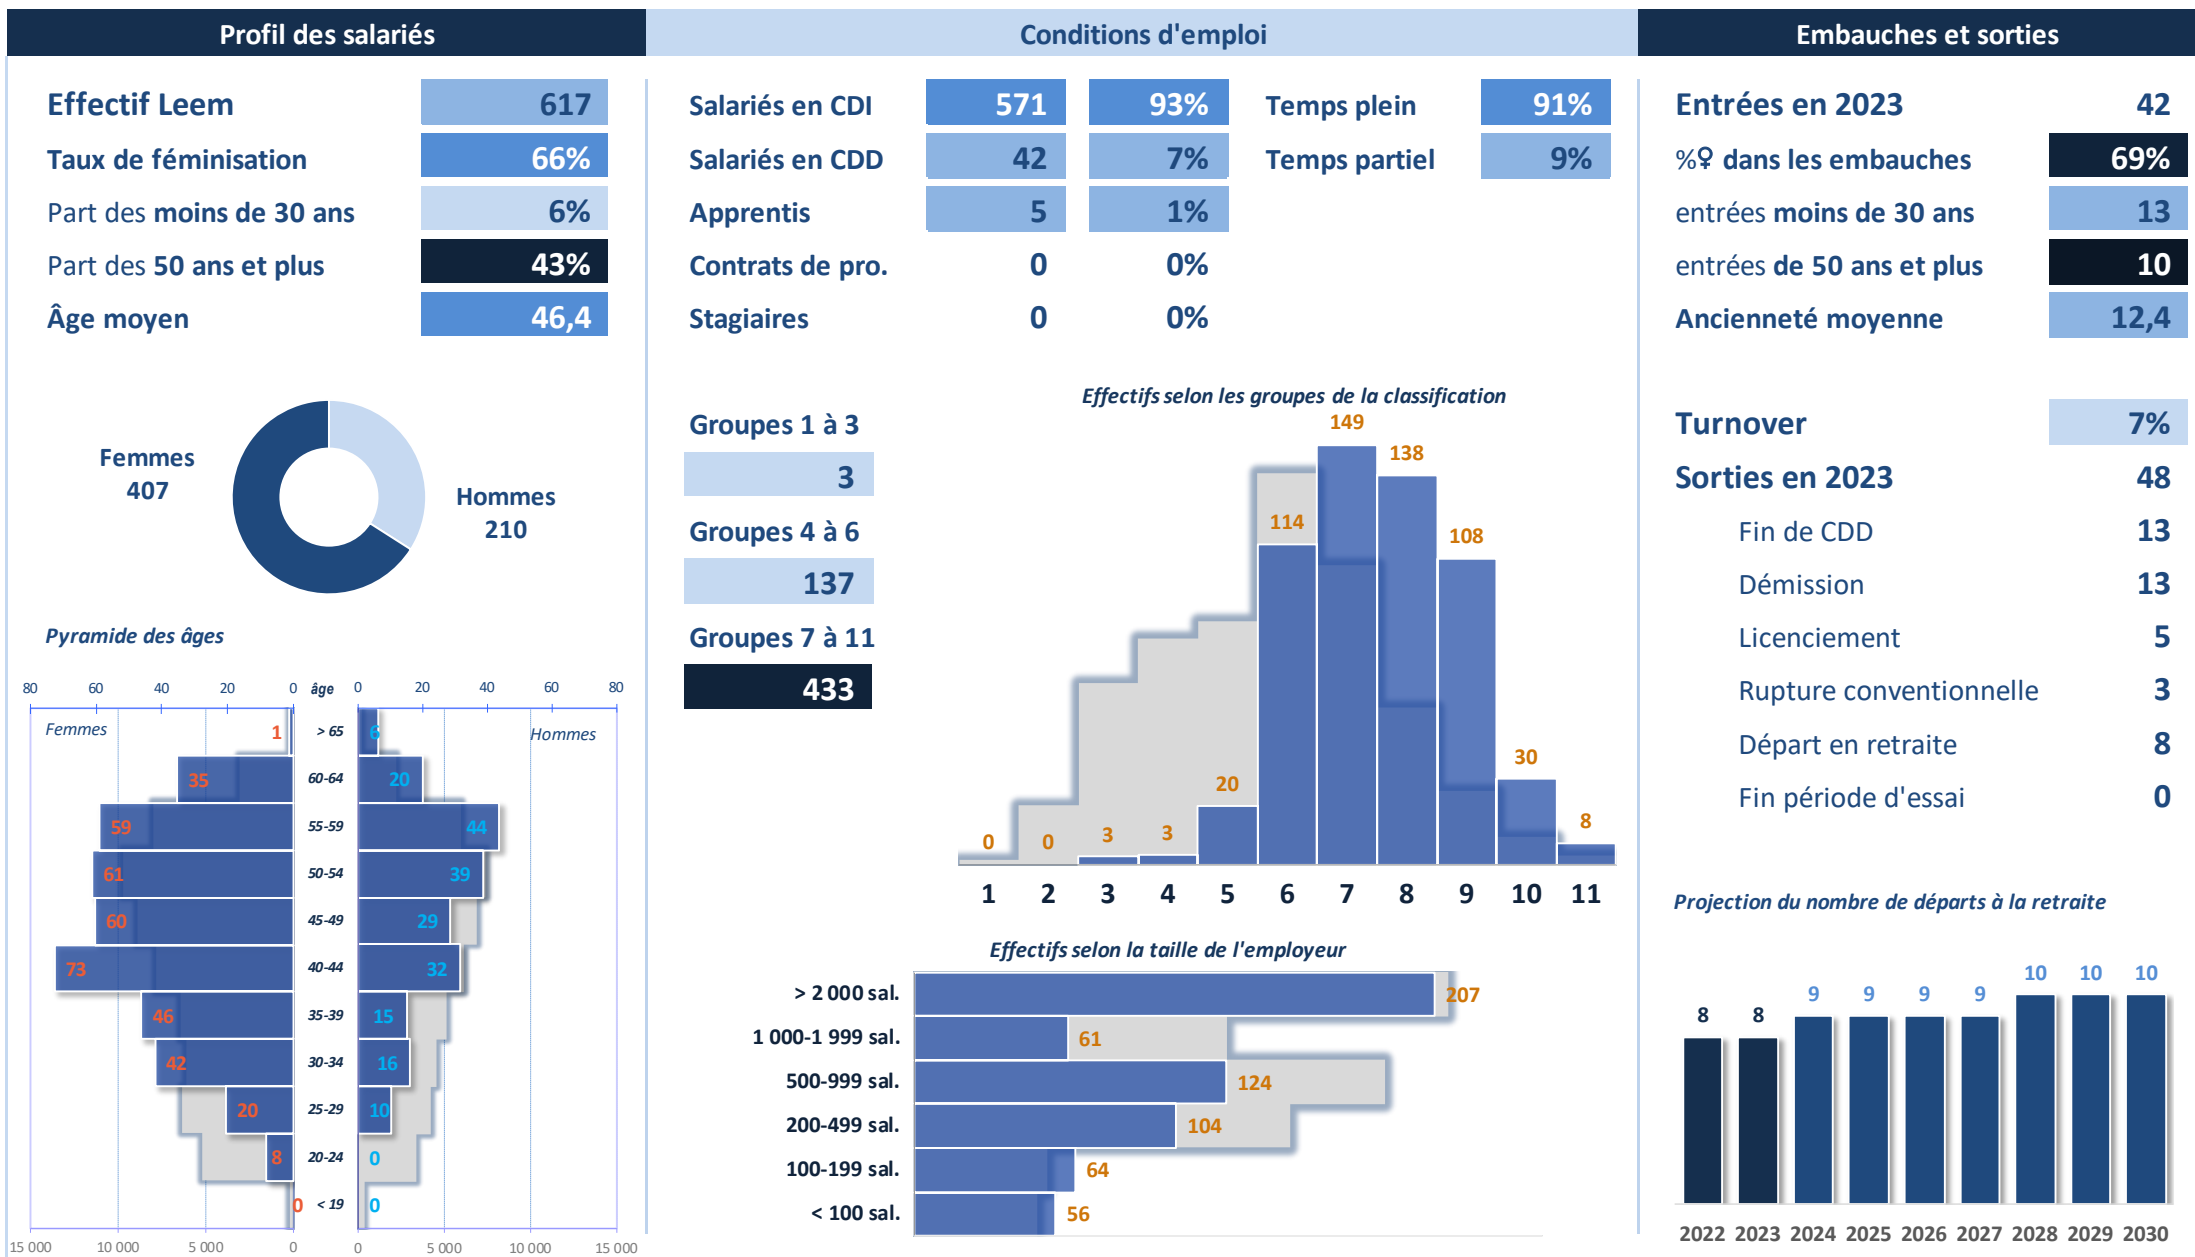 Profil des salariés
Conditions d'emploi
Embauches et sorties
Effectif Leem 617
Taux de féminisation 66%
Part des moins de 30 ans 6%
Part des 50 ans et plus 43%
Âge moyen 46,4
Femmes
407
Hommes
210
Pyramide des âges
80 60 40 20 0 âge 0 20 40 60 80
Femmes 1 > 65 6 Hommes
35 60-64 20
59 55-59 44
61 50-54 39
60 45-49 29
73 40-44 32
46 35-39 15
42 30-34 16
20 25-29 10
8 20-24 0
0 < 19 0
15 000 10 000 5 000 0 0 5 000 10 000 15 000
Salariés en CDI 571 93% Temps plein 91%
Salariés en CDD 42 7% Temps partiel 9%
Apprentis 5 1%
Contrats de pro. 0 0%
Stagiaires 0 0%
Groupes 1 à 3
3
Groupes 4 à 6
137
Groupes 7 à 11
433
Effectifs selon les groupes de la classification
0 0 3 3 20 114 149 138 108 30 8
1 2 3 4 5 6 7 8 9 10 11
Effectifs selon la taille de l'employeur
> 2 000 sal. 207
1 000-1 999 sal. 61
500-999 sal. 124
200-499 sal. 104
100-199 sal. 64
< 100 sal. 56
Entrées en 2023 42
%♀ dans les embauches 69%
entrées moins de 30 ans 13
entrées de 50 ans et plus 10
Ancienneté moyenne 12,4
Turnover 7%
Sorties en 2023 48
Fin de CDD 13
Démission 13
Licenciement 5
Rupture conventionnelle 3
Départ en retraite 8
Fin période d'essai 0
Projection du nombre de départs à la retraite
8 8 9 9 9 9 10 10 10
2022 2023 2024 2025 2026 2027 2028 2029 2030